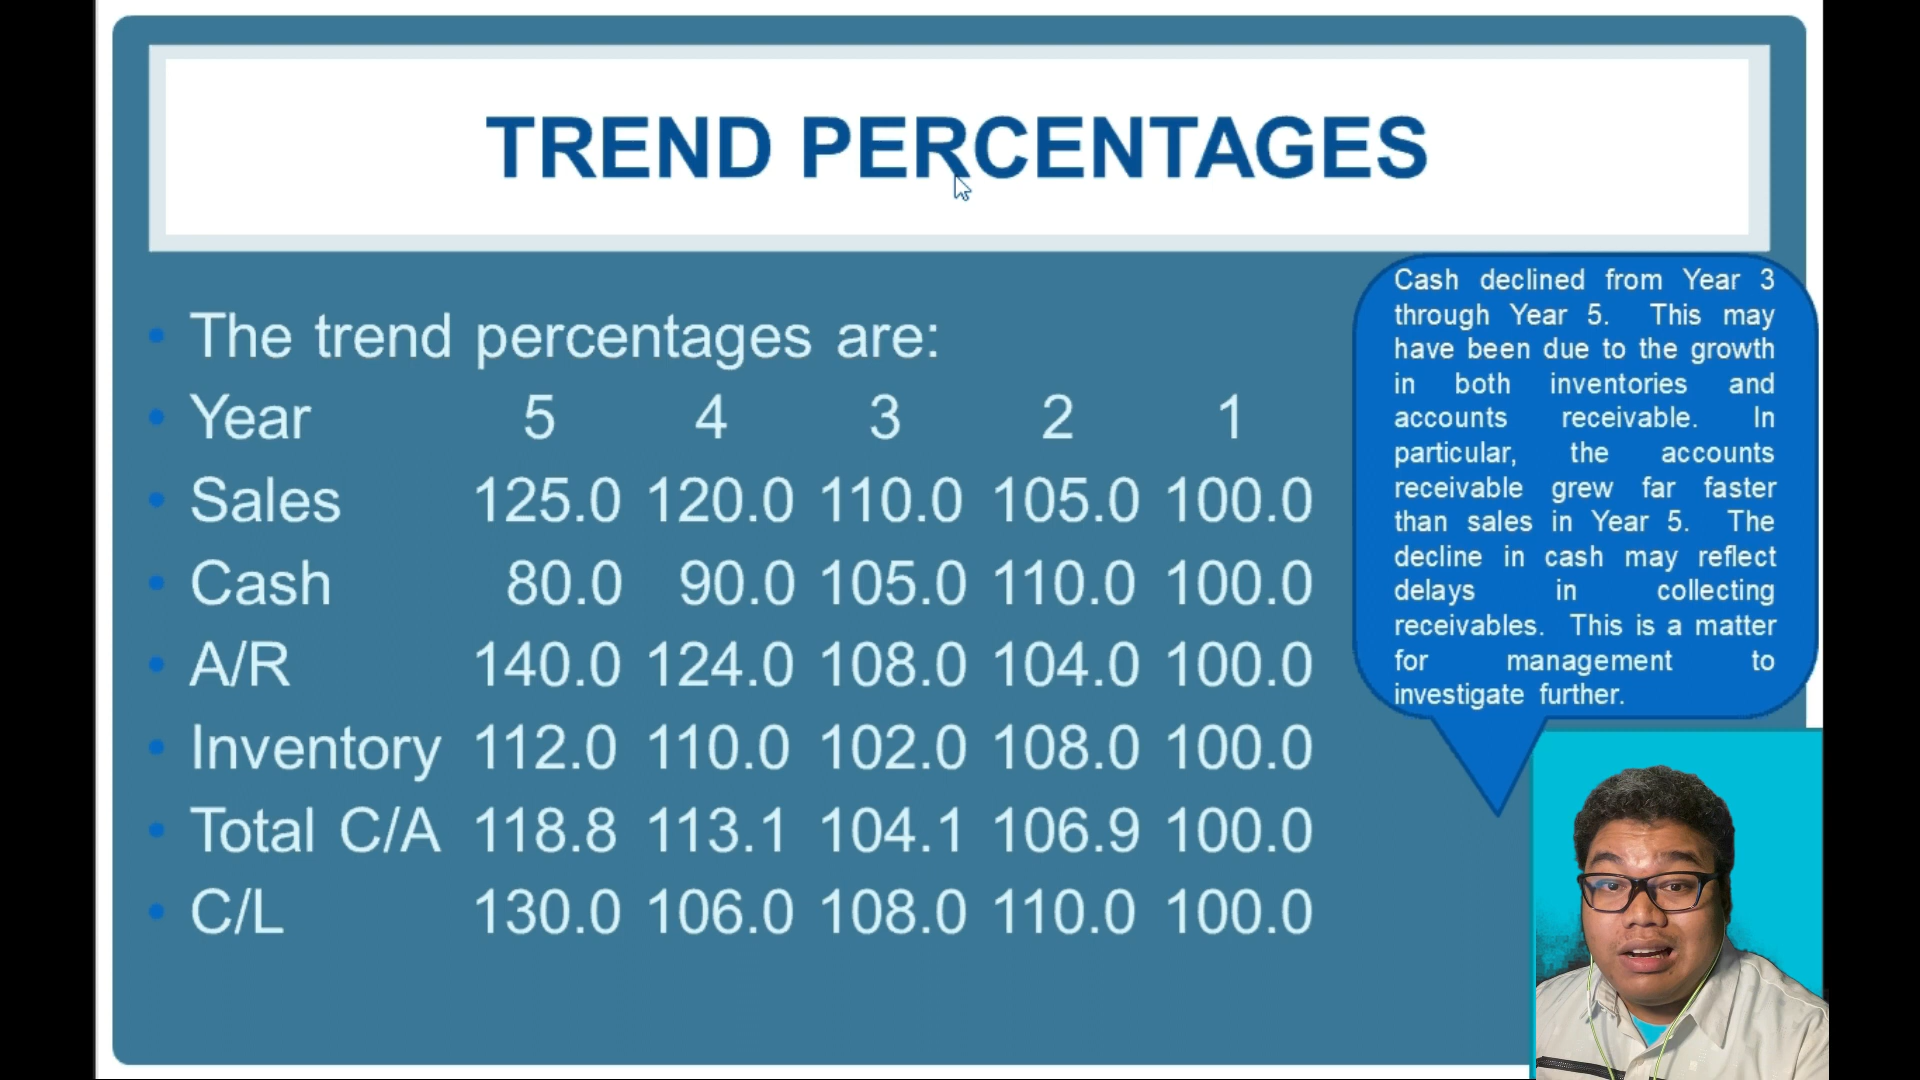 TREND PERCENTAGES
The trend percentages are:
Year 5 4 3 2 1
Sales 125.0 120.0 110.0 105.0 100.0
Cash 80.0 90.0 105.0 110.0 100.0
A/R 140.0 124.0 108.0 104.0 100.0
Inventory 112.0 110.0 102.0 108.0 100.0
Total C/A 118.8 113.1 104.1 106.9 100.0
C/L 130.0 106.0 108.0 110.0 100.0
Cash declined from Year 3
through Year 5. This may
have been due to the growth
in both inventories and
accounts receivable. In
particular, the accounts
receivable grew far faster
than sales in Year 5. The
decline in cash may reflect
delays in collecting
receivables. This is a matter
for management to
investigate further.